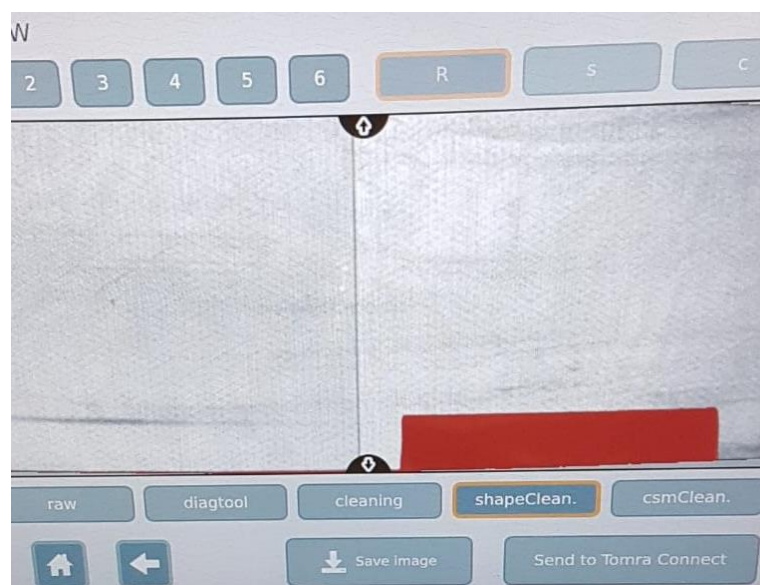 W
2 3 4 5 6 R S C
raw diagtool cleaning shapeClean. csmClean.
Save image Send to Tomra Connect